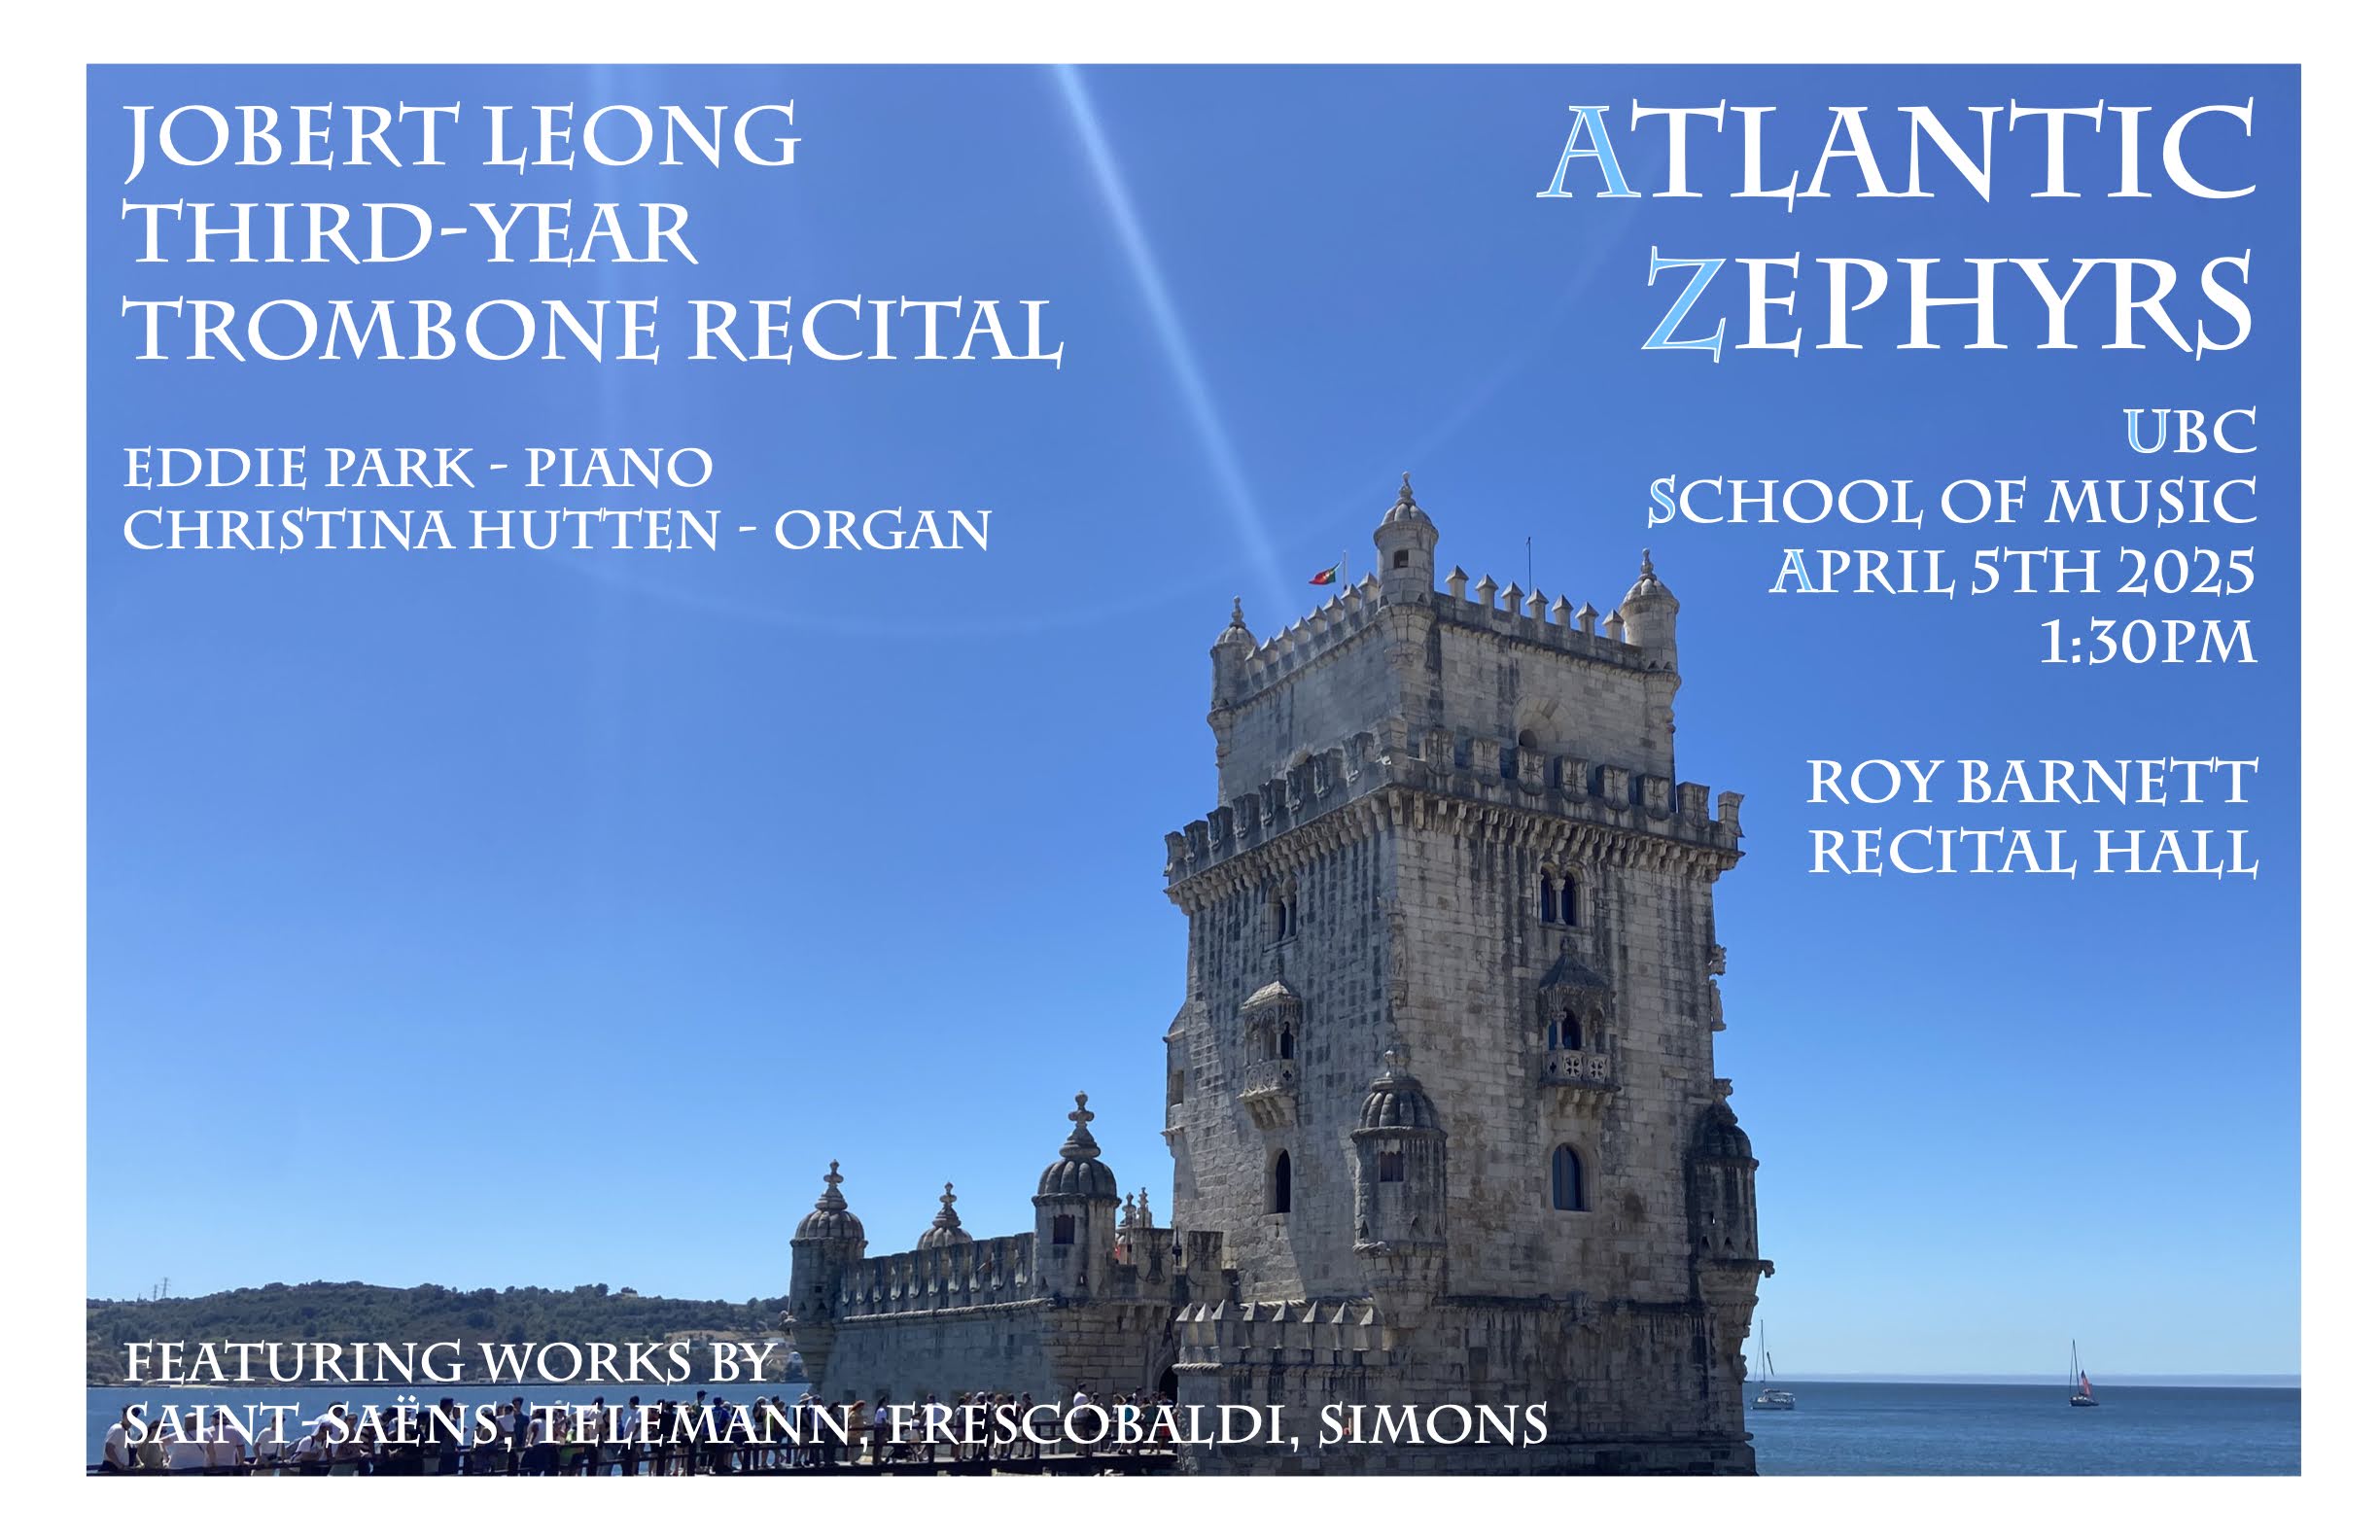 JOBERT LEONG
THIRD-YEAR
TROMBONE RECITAL
EDDIE PARK - PIANO
CHRISTINA HUTTEN - ORGAN
ATLANTIC
ZEPHYRS
UBC
SCHOOL OF MUSIC
APRIL 5TH 2025
1:30PM
ROY BARNETT
RECITAL HALL
FEATURING WORKS BY
SAINT-SAËNS, TELEMANN, FRESCOBALDI, SIMONS